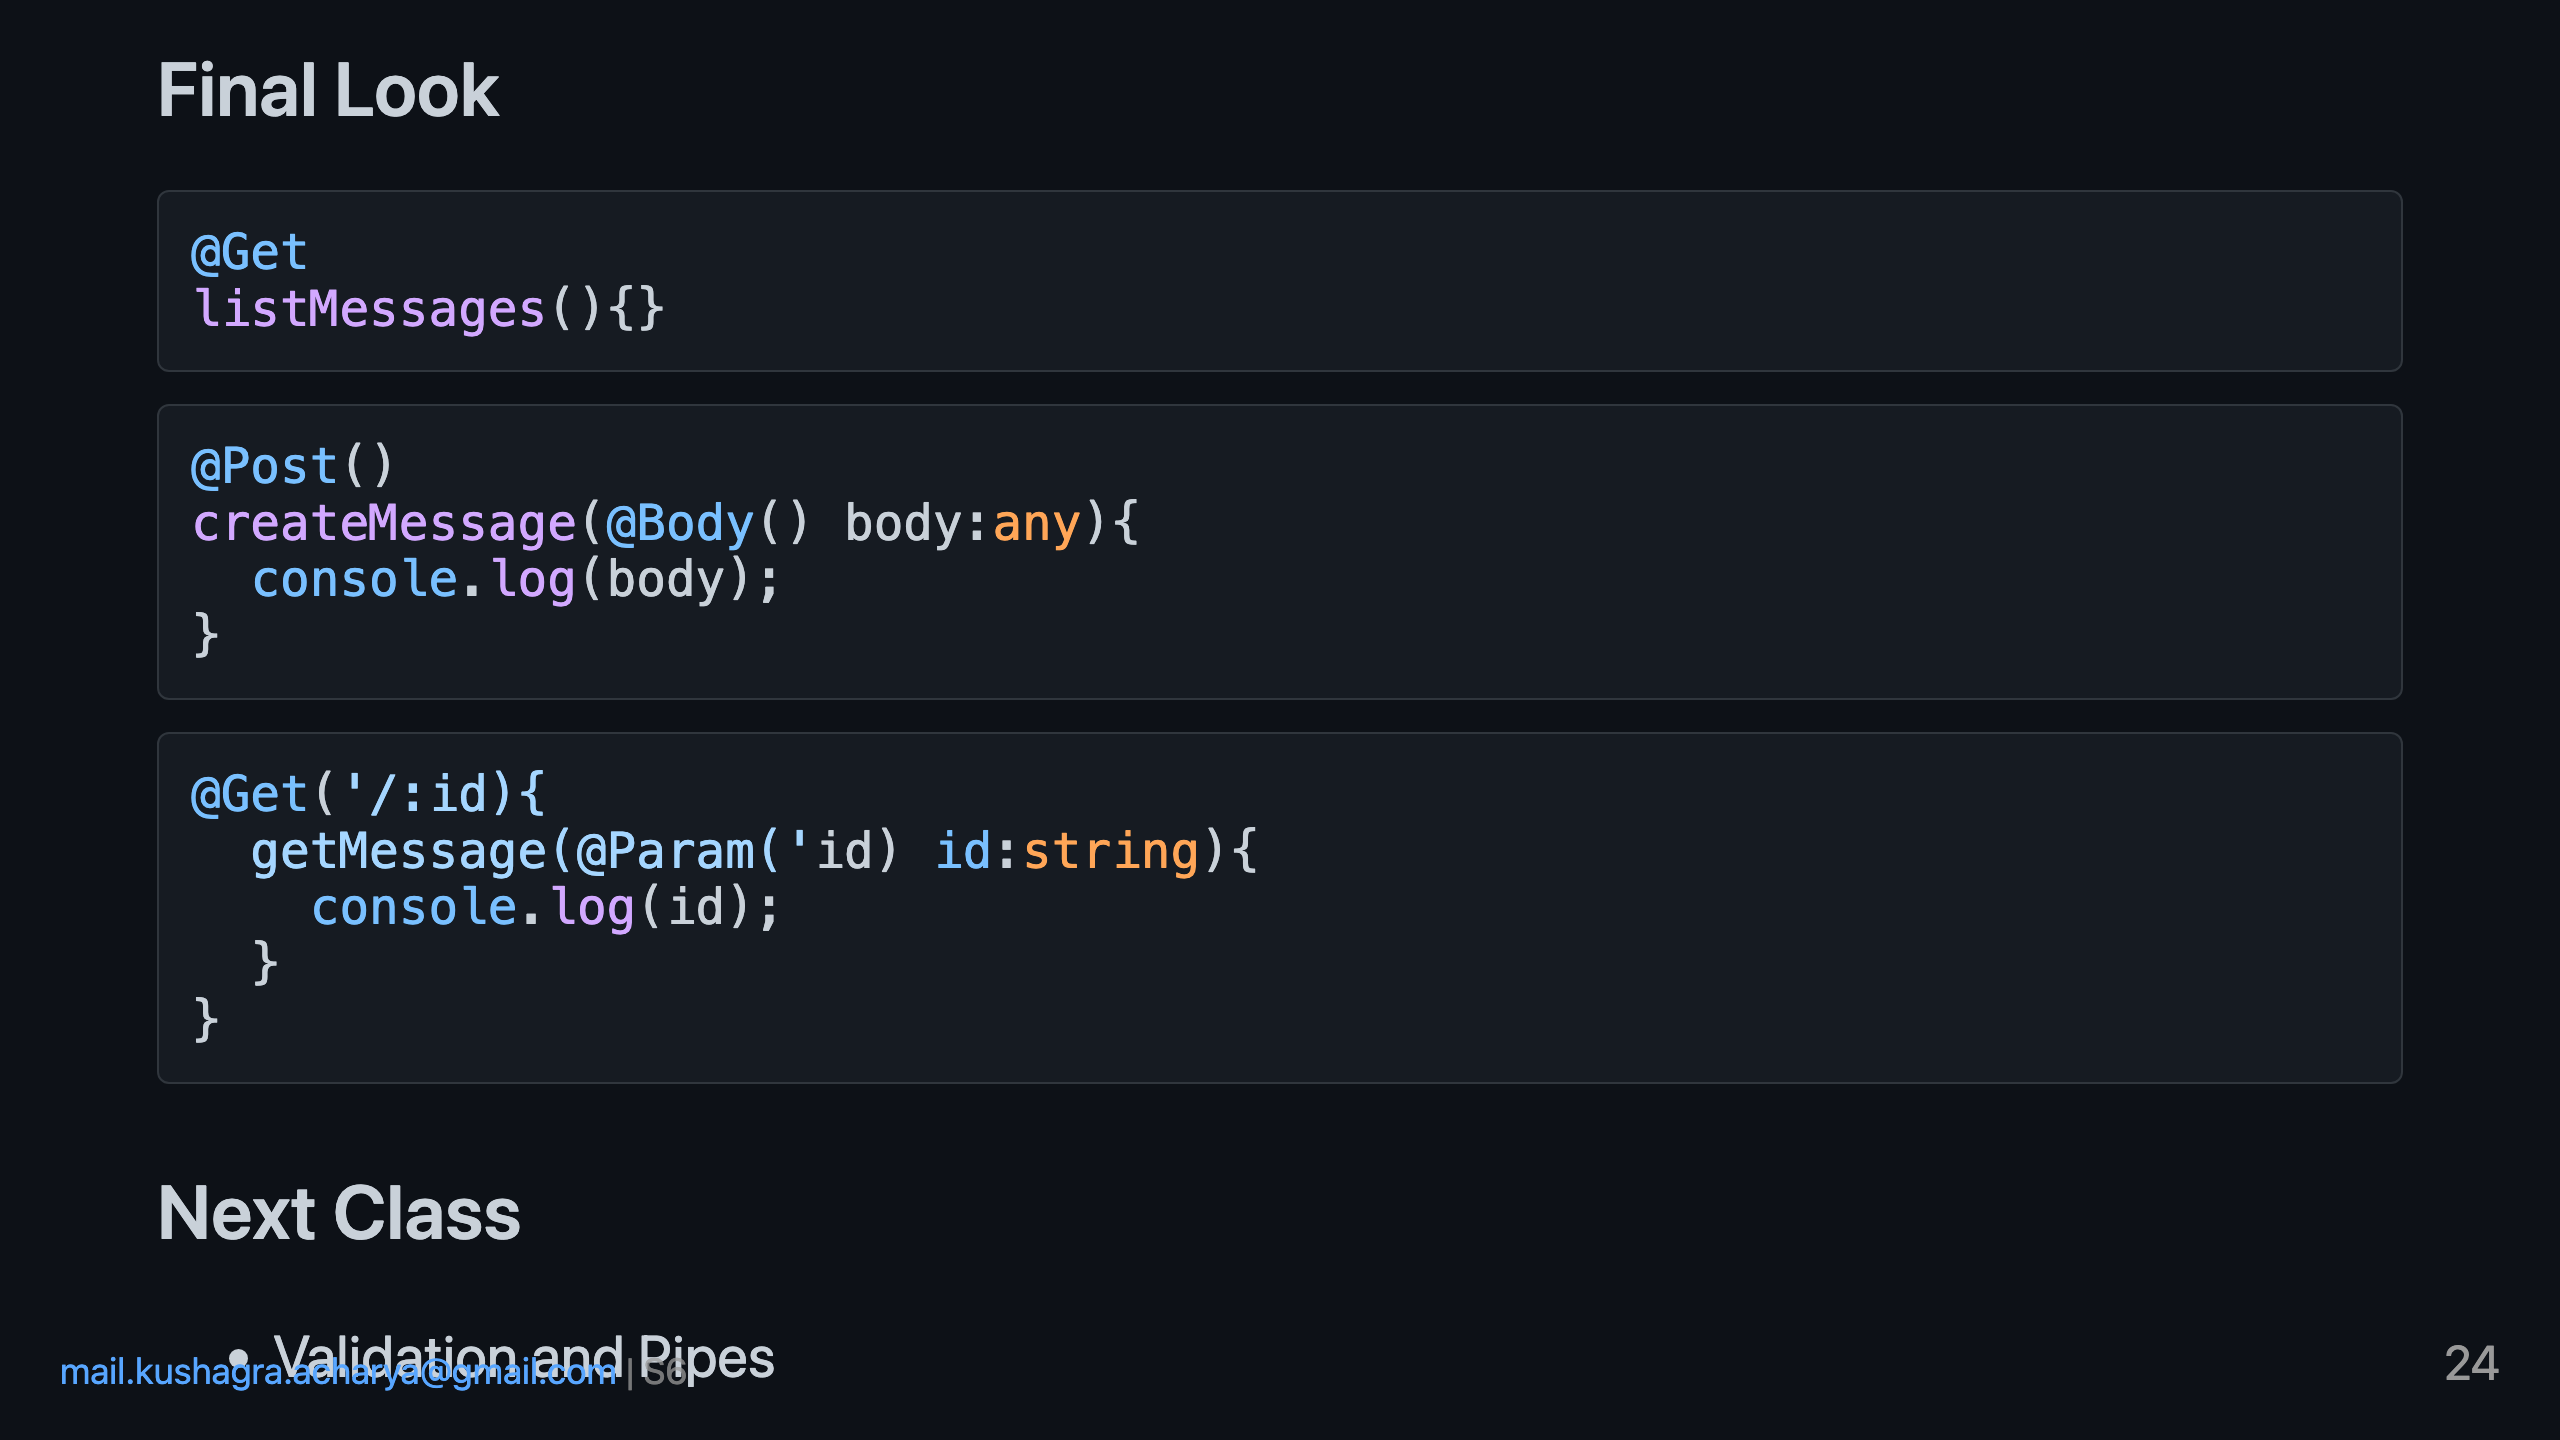 Final Look
@Get
listMessages(){}
@Post()
createMessage(@Body() body:any){
  console.log(body);
}
@Get('/:id){
  getMessage(@Param('id) id:string){
    console.log(id);
  }
}
Next Class
• Validation and Pipes
mail.kushagra.acharya@gmail.com | S6
24